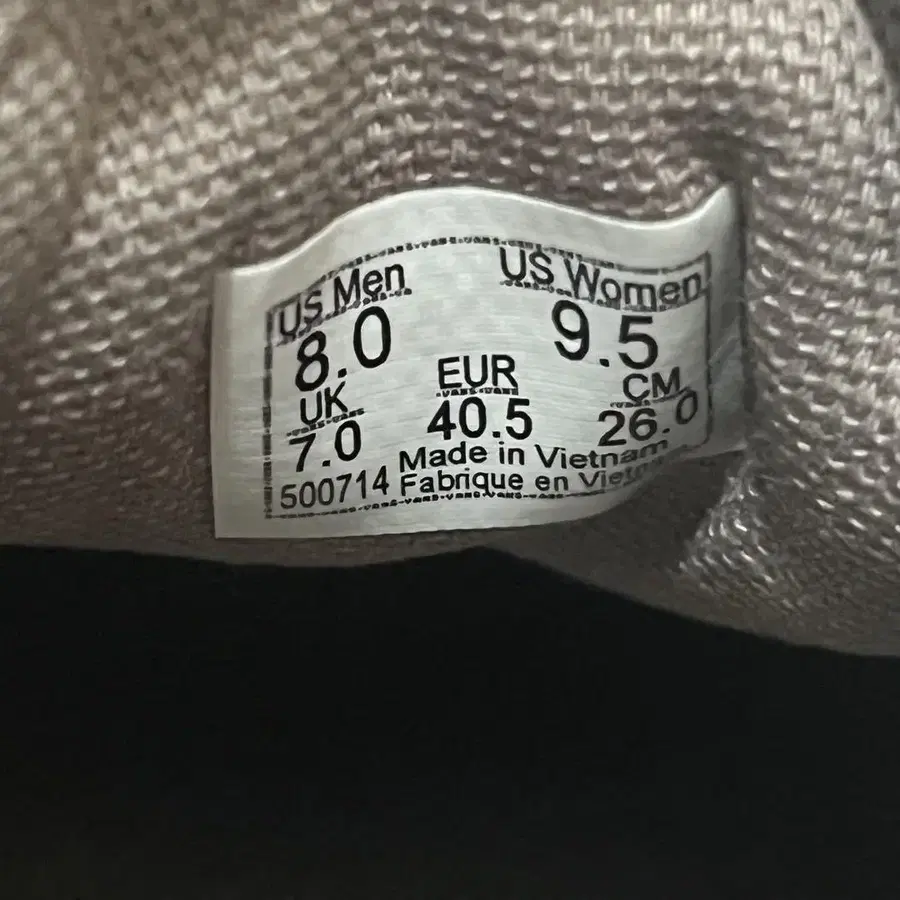 US Men US Women
8.0 9.5
UK EUR CM
7.0 40.5 26.0
Made in Vietnam
500714 Fabrique en